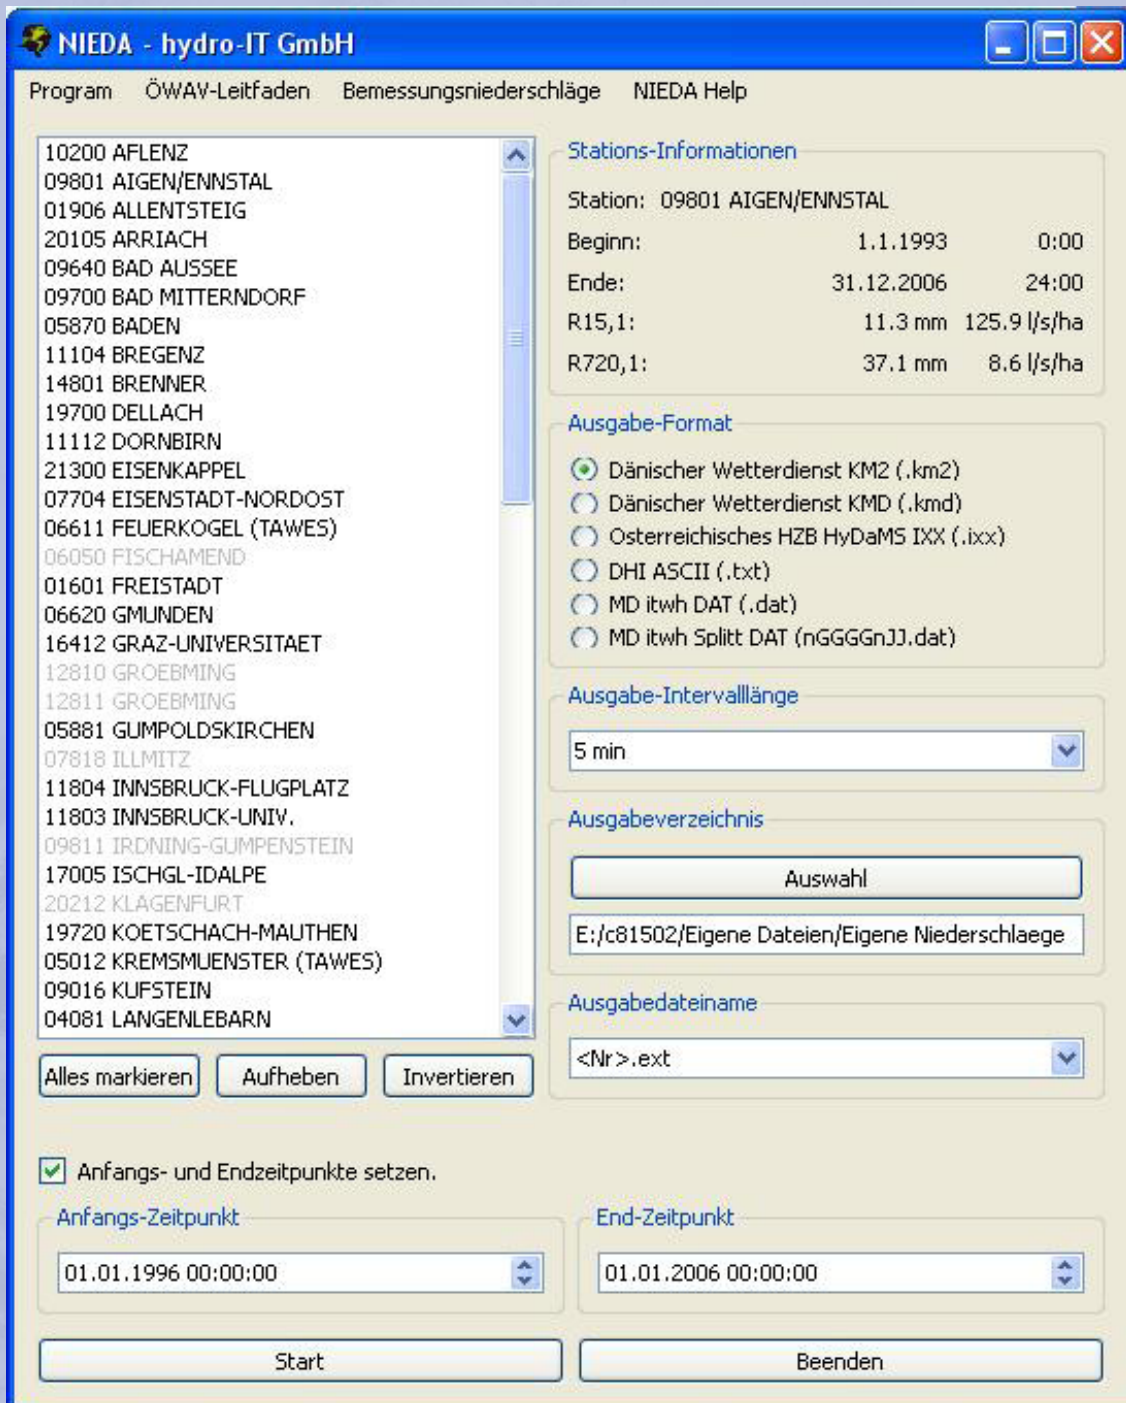 NIEDA - hydro-IT GmbH
Program ÖWAV-Leitfaden Bemessungsniederschläge NIEDA Help
10200 AFLENZ
09801 AIGEN/ENNSTAL
01906 ALLENTSTEIG
20105 ARRIACH
09640 BAD AUSSEE
09700 BAD MITTERNDORF
05870 BADEN
11104 BREGENZ
14801 BRENNER
19700 DELLACH
11112 DORNBIRN
21300 EISENKAPPEL
07704 EISENSTADT-NORDOST
06611 FEUERKOGEL (TAWES)
06050 FISCHAMEND
01601 FREISTADT
06620 GMUNDEN
16412 GRAZ-UNIVERSITAET
12810 GROEBMING
12811 GROEBMING
05881 GUMPOLDSKIRCHEN
07818 ILLMITZ
11804 INNSBRUCK-FLUGPLATZ
11803 INNSBRUCK-UNIV.
09811 IRDNING-GUMPENSTEIN
17005 ISCHGL-IDALPE
20212 KLAGENFURT
19720 KOETSCHACH-MAUTHEN
05012 KREMSMUENSTER (TAWES)
09016 KUFSTEIN
04081 LANGENLEBARN
Alles markieren Aufheben Invertieren
Stations-Informationen
Station: 09801 AIGEN/ENNSTAL
Beginn: 1.1.1993 0:00
Ende: 31.12.2006 24:00
R15,1: 11.3 mm 125.9 l/s/ha
R720,1: 37.1 mm 8.6 l/s/ha
Ausgabe-Format
Dänischer Wetterdienst KM2 (.km2)
Dänischer Wetterdienst KMD (.kmd)
Österreichisches HZB HyDaMS IXX (.ixx)
DHI ASCII (.txt)
MD itwh DAT (.dat)
MD itwh Splitt DAT (nGGGGnJJ.dat)
Ausgabe-Intervalllänge
5 min
Ausgabeverzeichnis
Auswahl
E:/c81502/Eigene Dateien/Eigene Niederschlaege
Ausgabedateiname
<Nr>.ext
Anfangs- und Endzeitpunkte setzen.
Anfangs-Zeitpunkt
01.01.1996 00:00:00
End-Zeitpunkt
01.01.2006 00:00:00
Start Beenden